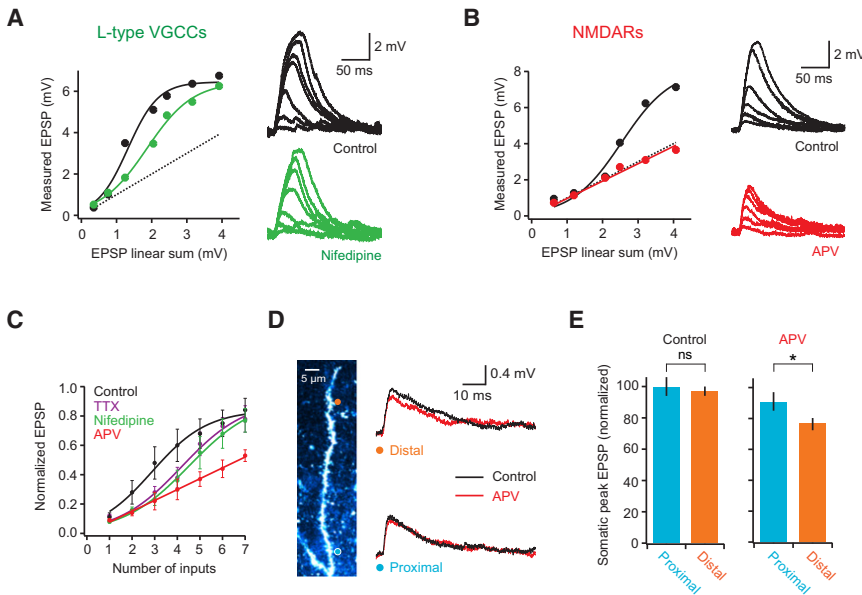 A
L-type VGCCs
Measured EPSP (mV)
6
4
2
0
0
1
2
3
4
EPSP linear sum (mV)
2 mV
50 ms
Control
Nifedipine
B
NMDARs
Measured EPSP (mV)
8
6
4
2
0
0
1
2
3
4
EPSP linear sum (mV)
2 mV
50 ms
Control
APV
C
Normalized EPSP
1.0
0.8
0.6
0.4
0.2
0.0
Control
TTX
Nifedipine
APV
0
1
2
3
4
5
6
7
Number of inputs
D
5 µm
0.4 mV
10 ms
Distal
Control
APV
Proximal
E
Somatic peak EPSP (normalized)
100
80
60
40
20
0
Control
ns
APV
*
Proximal
Distal
Proximal
Distal